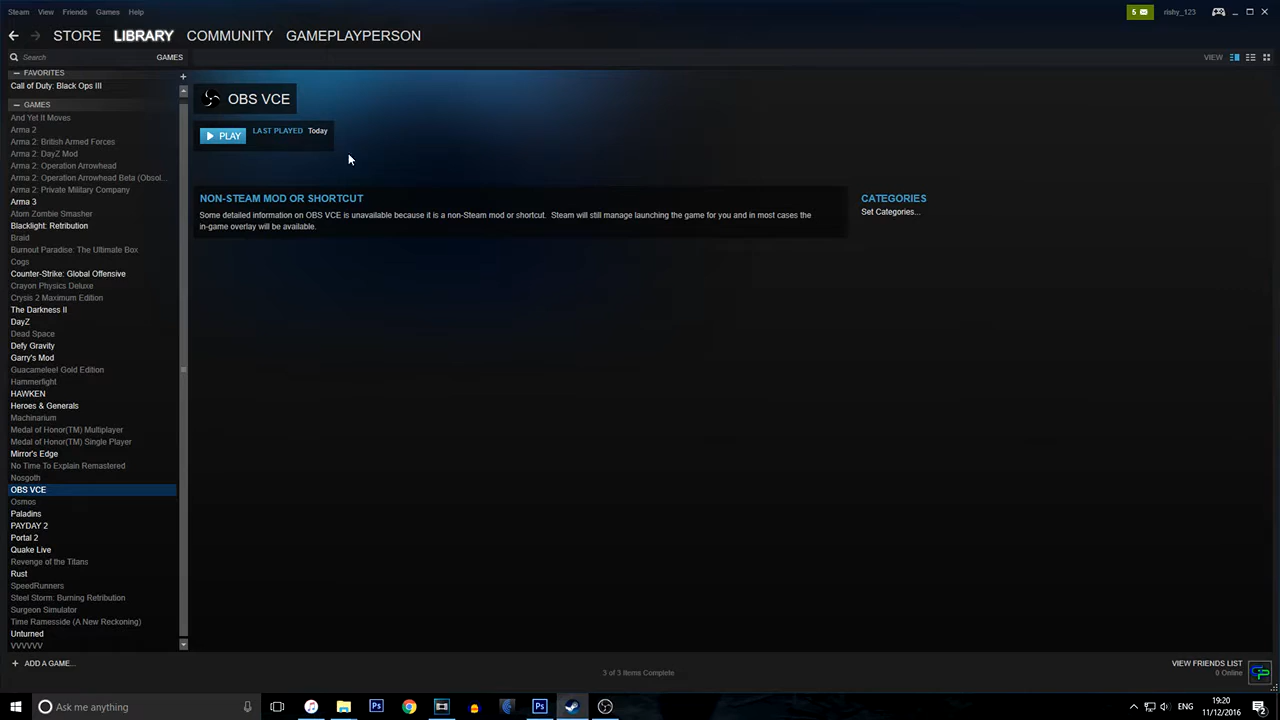 Steam View Friends Games Help 5 risby_123
STORE LIBRARY COMMUNITY GAMEPLAYPERSON
Search GAMES VIEW
FAVORITES
Call of Duty: Black Ops III
GAMES
And Yet It Moves
Arma 2
Arma 2: British Armed Forces
Arma 2: DayZ Mod
Arma 2: Operation Arrowhead
Arma 2: Operation Arrowhead Beta (Obsol...
Arma 2: Private Military Company
Arma 3
Atom Zombie Smasher
Blacklight: Retribution
Braid
Burnout Paradise: The Ultimate Box
Cogs
Counter-Strike: Global Offensive
Crayon Physics Deluxe
Crysis 2 Maximum Edition
The Darkness II
DayZ
Dead Space
Defy Gravity
Garry's Mod
Guacamelee! Gold Edition
Hammerfight
HAWKEN
Heroes & Generals
Machinarium
Medal of Honor(TM) Multiplayer
Medal of Honor(TM) Single Player
Mirror's Edge
No Time To Explain Remastered
Nosgoth
OBS VCE
Osmos
Paladins
PAYDAY 2
Portal 2
Quake Live
Revenge of the Titans
Rust
SpeedRunners
Steel Storm: Burning Retribution
Surgeon Simulator
Time Ramesside (A New Reckoning)
Unturned
VVVVVV
+ ADD A GAME...
OBS VCE
PLAY LAST PLAYED Today
NON-STEAM MOD OR SHORTCUT
Some detailed information on OBS VCE is unavailable because it is a non-Steam mod or shortcut. Steam will still manage launching the game for you and in most cases the
in-game overlay will be available.
CATEGORIES
Set Categories...
3 of 3 Items Complete
VIEW FRIENDS LIST
0 Online
Ask me anything
ENG
19:20
11/12/2016
2